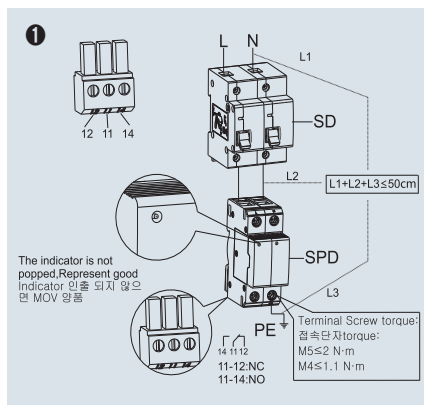 1
L N
L1
SD
12 11 14
L2
L1+L2+L3≤50cm
The indicator is not
popped,Represent good
Indicator 인출 되지 않으
면 MOV 양품
SPD
L3
PE
14 11 12
11-12:NC
11-14:NO
Terminal Screw torque:
접속단자torque:
M5≤2 N·m
M4≤1.1 N·m